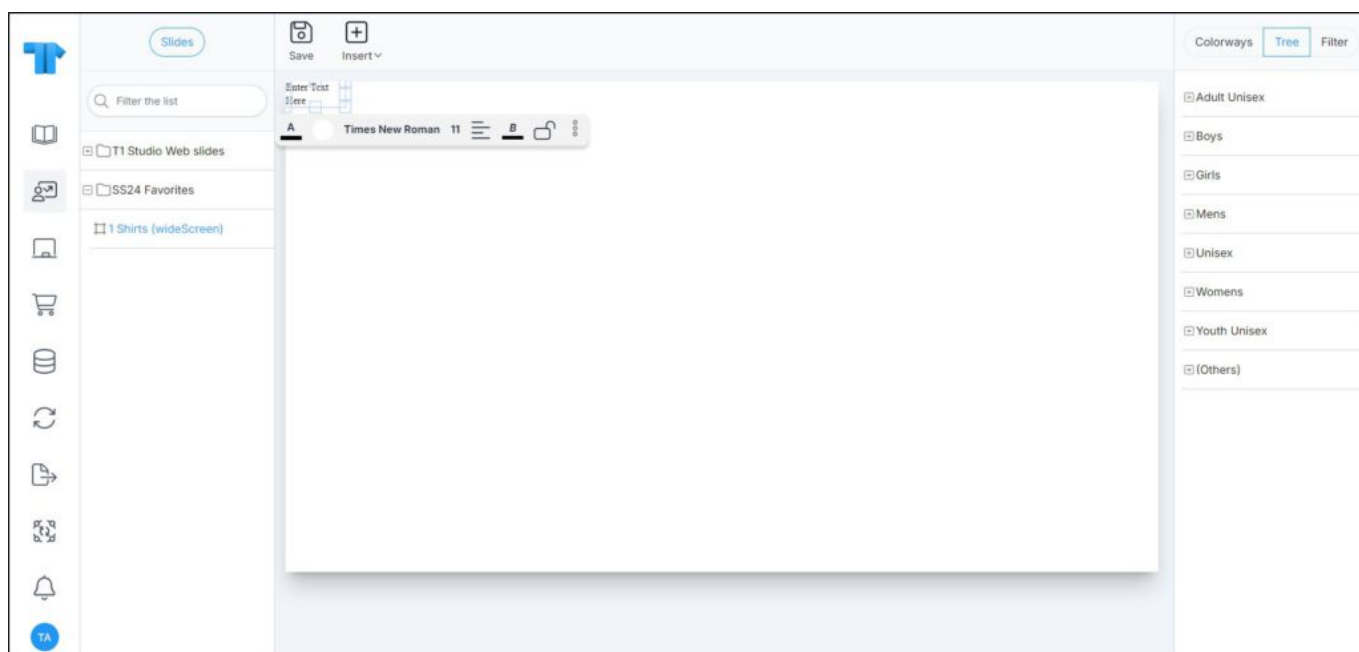 Slides
Filter the list
T1 Studio Web slides
SS24 Favorites
1 Shirts (wideScreen)
TA
Save
Insert
Enter Text
Here
A
Times New Roman 11
B
Colorways Tree Filter
Adult Unisex
Boys
Girls
Mens
Unisex
Womens
Youth Unisex
(Others)